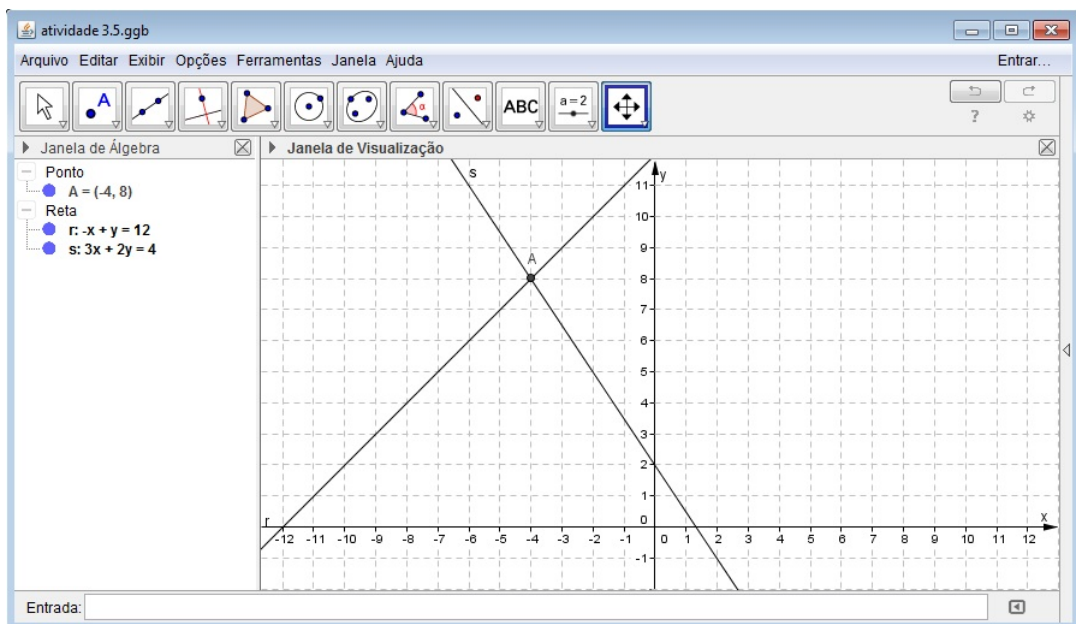 atividade 3.5.ggb
Arquivo Editar Exibir Opções Ferramentas Janela Ajuda Entrar...
A α ABC a=2 ?
Janela de Álgebra
Ponto
A = (-4, 8)
Reta
r: -x + y = 12
s: 3x + 2y = 4
Janela de Visualização
s y
11
10
9
A
8
7
6
5
4
3
2
1
r 0 x
-12 -11 -10 -9 -8 -7 -6 -5 -4 -3 -2 -1 0 1 2 3 4 5 6 7 8 9 10 11 12
-1
Entrada: